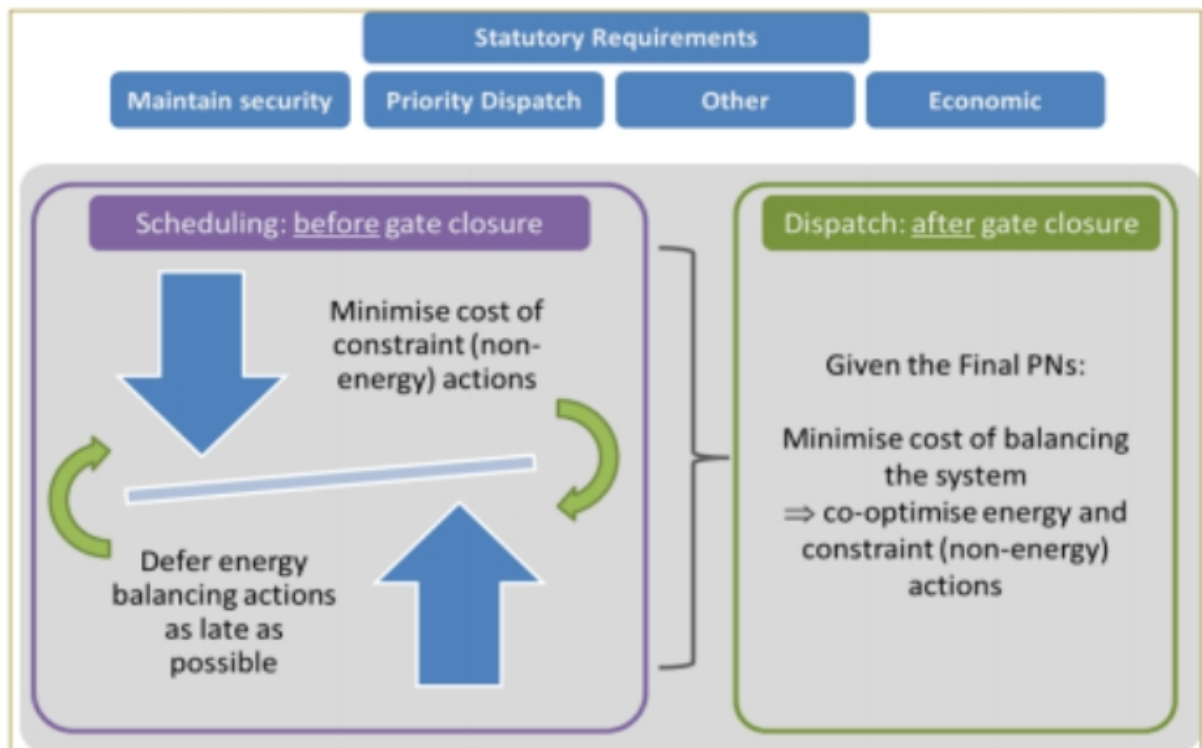 Statutory Requirements
Maintain security
Priority Dispatch
Other
Economic
Scheduling: before gate closure
Minimise cost of
constraint (non-
energy) actions
Defer energy
balancing actions
as late as
possible
Dispatch: after gate closure
Given the Final PNs:
Minimise cost of balancing
the system
⇒ co-optimise energy and
constraint (non-energy)
actions